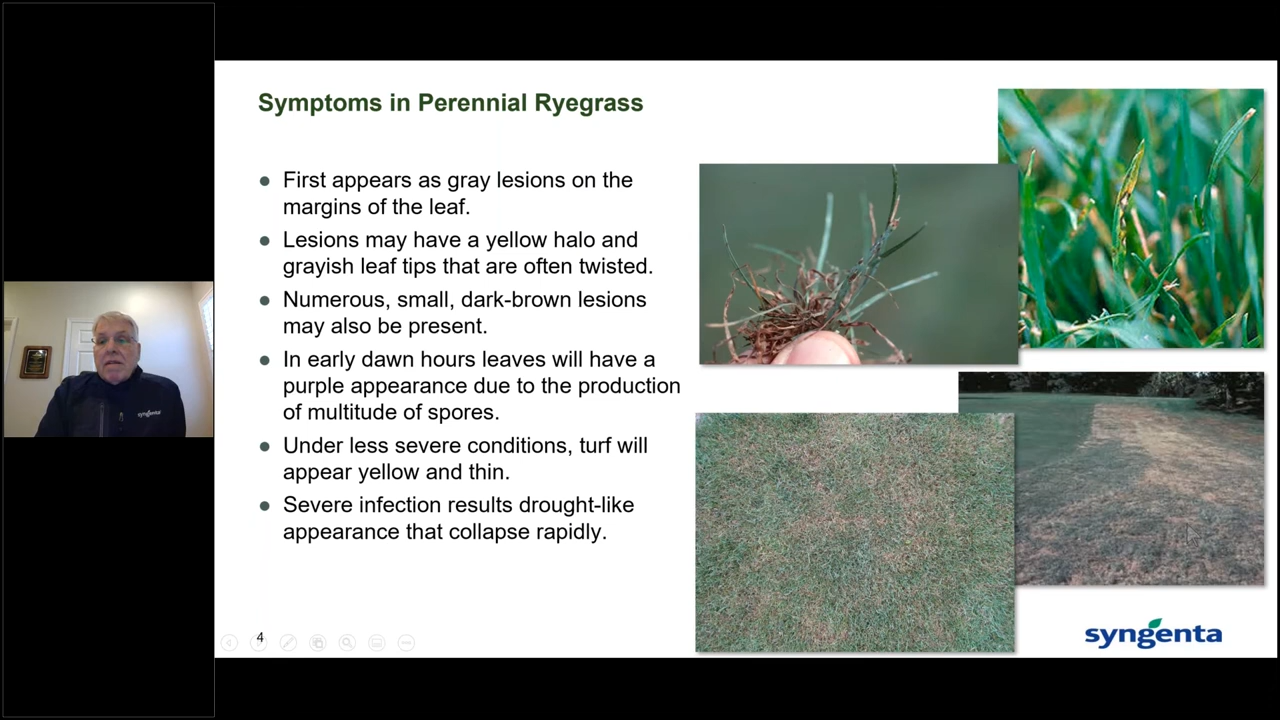 Symptoms in Perennial Ryegrass
● First appears as gray lesions on the
margins of the leaf.
● Lesions may have a yellow halo and
grayish leaf tips that are often twisted.
● Numerous, small, dark-brown lesions
may also be present.
● In early dawn hours leaves will have a
purple appearance due to the production
of multitude of spores.
● Under less severe conditions, turf will
appear yellow and thin.
● Severe infection results drought-like
appearance that collapse rapidly.
4
syngenta
syngenta